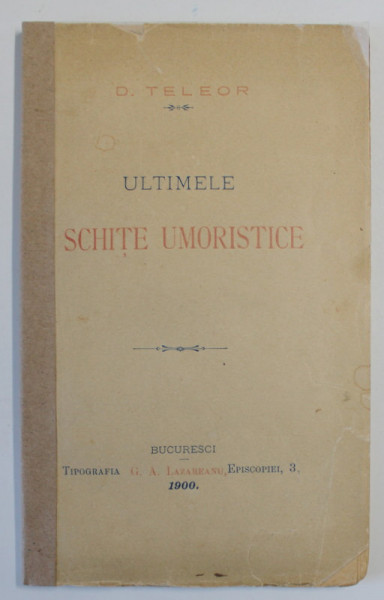 D. TELEOR
ULTIMELE
SCHIȚE UMORISTICE
BUCURESCI
TIPOGRAFIA G. A. LAZAREANU, EPISCOPIEI, 3.
1900.